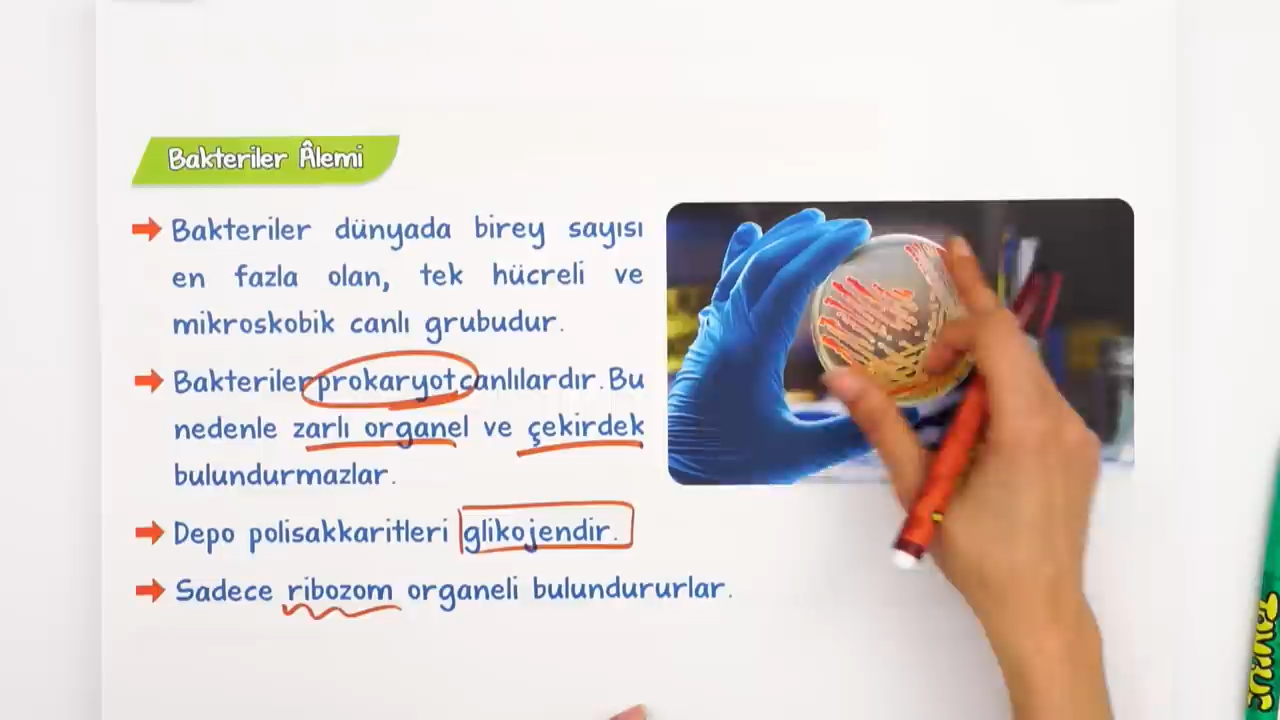 Bakteriler Âlemi
Bakteriler dünyada birey sayısı
en fazla olan, tek hücreli ve
mikroskobik canlı grubudur.
Bakteriler prokaryot canlılardır. Bu
nedenle zarlı organel ve çekirdek
bulundurmazlar.
Depo polisakkaritleri glikojendir.
Sadece ribozom organeli bulundururlar.